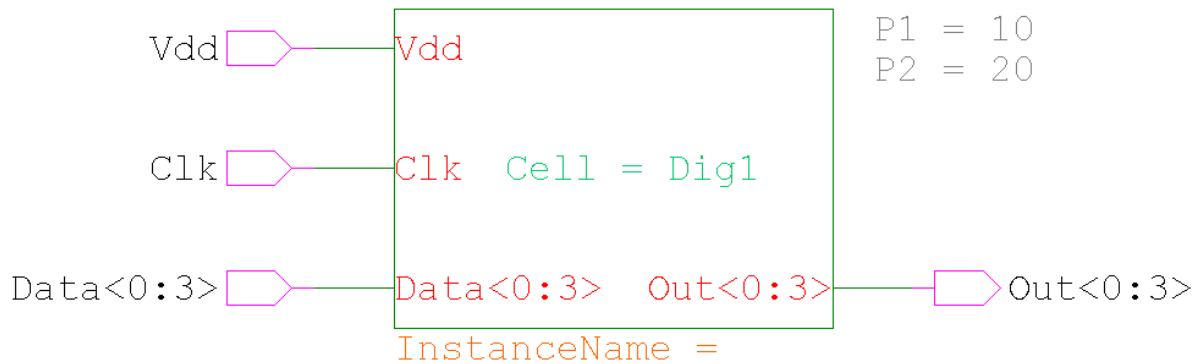 Vdd Vdd P1 = 10
P2 = 20
Clk Clk Cell = Dig1
Data<0:3> Data<0:3> Out<0:3> Out<0:3>
InstanceName =